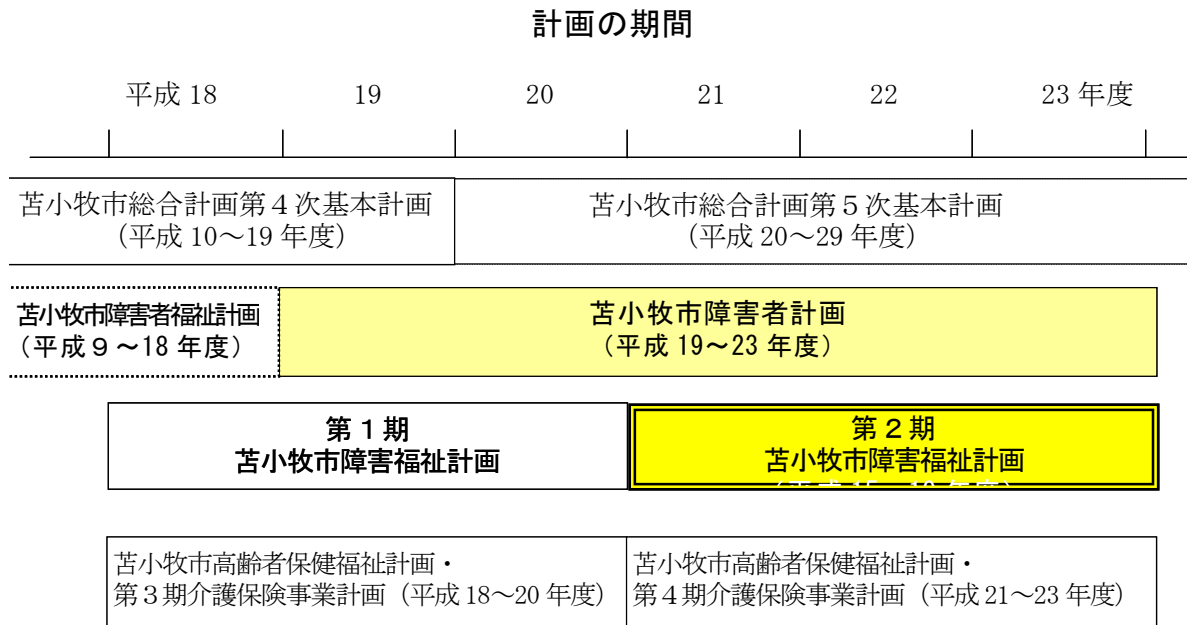 計画の期間
平成 18 19 20 21 22 23 年度
苫小牧市総合計画第４次基本計画
（平成 10～19 年度）
苫小牧市総合計画第５次基本計画
（平成 20～29 年度）
苫小牧市障害者福祉計画
（平成９～18 年度）
苫小牧市障害者計画
（平成 19～23 年度）
第１期
苫小牧市障害福祉計画
第２期
苫小牧市障害福祉計画
苫小牧市高齢者保健福祉計画・
第３期介護保険事業計画（平成 18～20 年度）
苫小牧市高齢者保健福祉計画・
第４期介護保険事業計画（平成 21～23 年度）